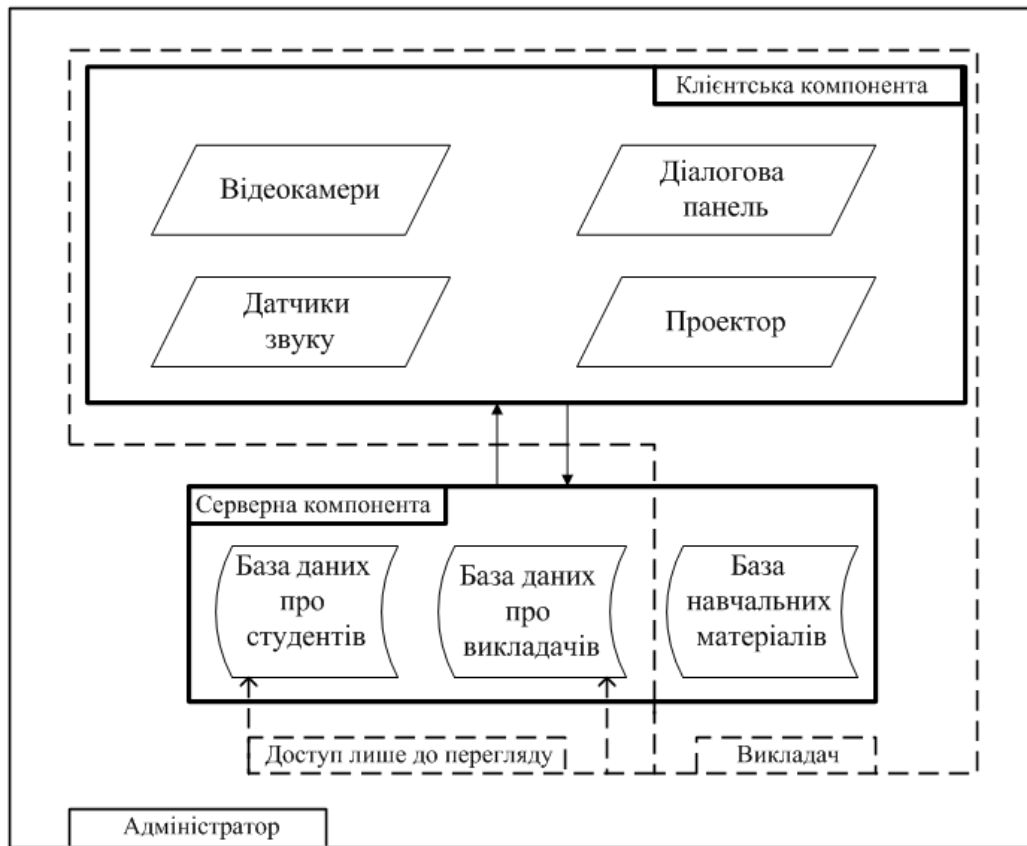 Клієнтська компонента
Відеокамери
Діалогова
панель
Датчики
звуку
Проектор
Серверна компонента
База даних
про
студентів
База даних
про
викладачів
База
навчальних
матеріалів
Доступ лише до перегляду
Викладач
Адміністратор